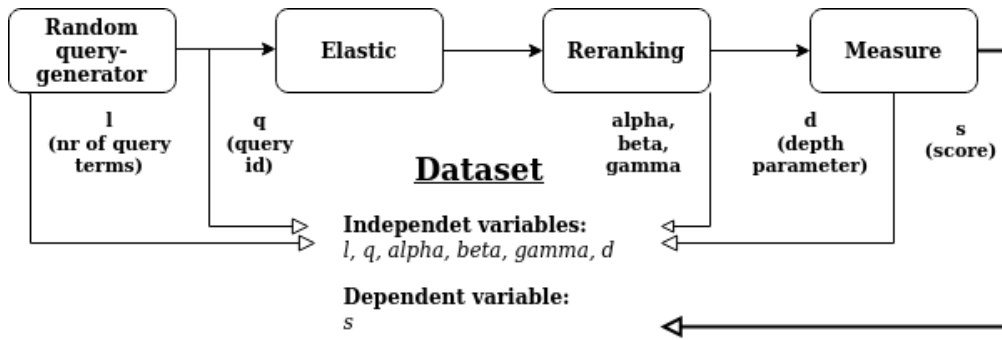 Random
query-
generator
Elastic
Reranking
Measure
l
(nr of query
terms)
q
(query
id)
alpha,
beta,
gamma
d
(depth
parameter)
s
(score)
Dataset
Independet variables:
l, q, alpha, beta, gamma, d
Dependent variable:
s